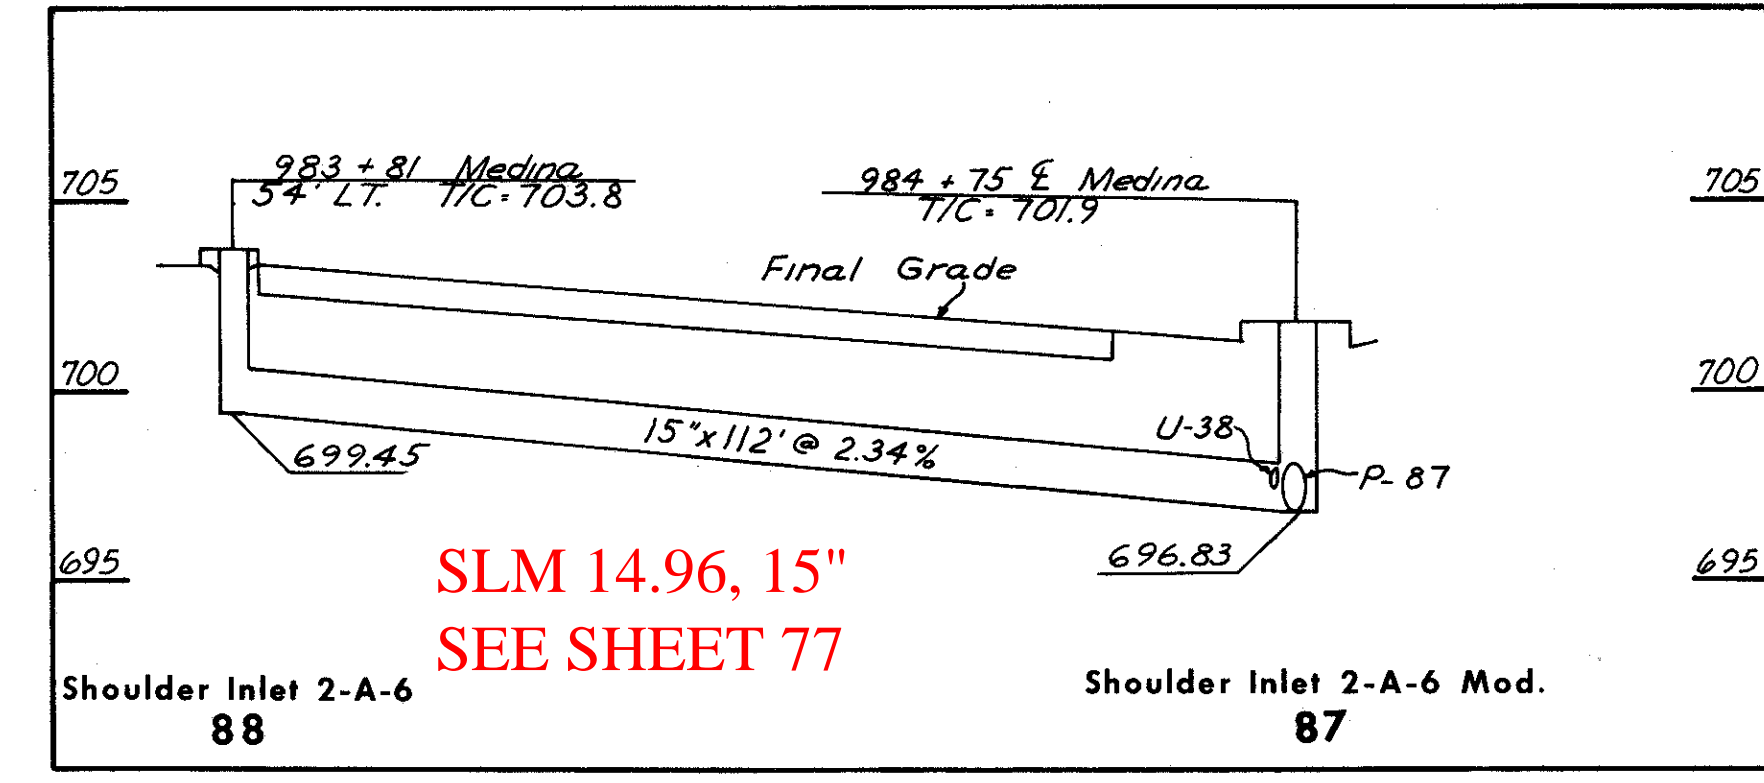 983 + 81 Medina
54' LT. T/C = 703.8
984 + 75 ℄ Medina
T/C = 701.9
705
705
Final Grade
700
700
15"x112' @ 2.34%
U-38
699.45
P-87
695
696.83
695
SLM 14.96, 15"
SEE SHEET 77
Shoulder Inlet 2-A-6
88
Shoulder Inlet 2-A-6 Mod.
87